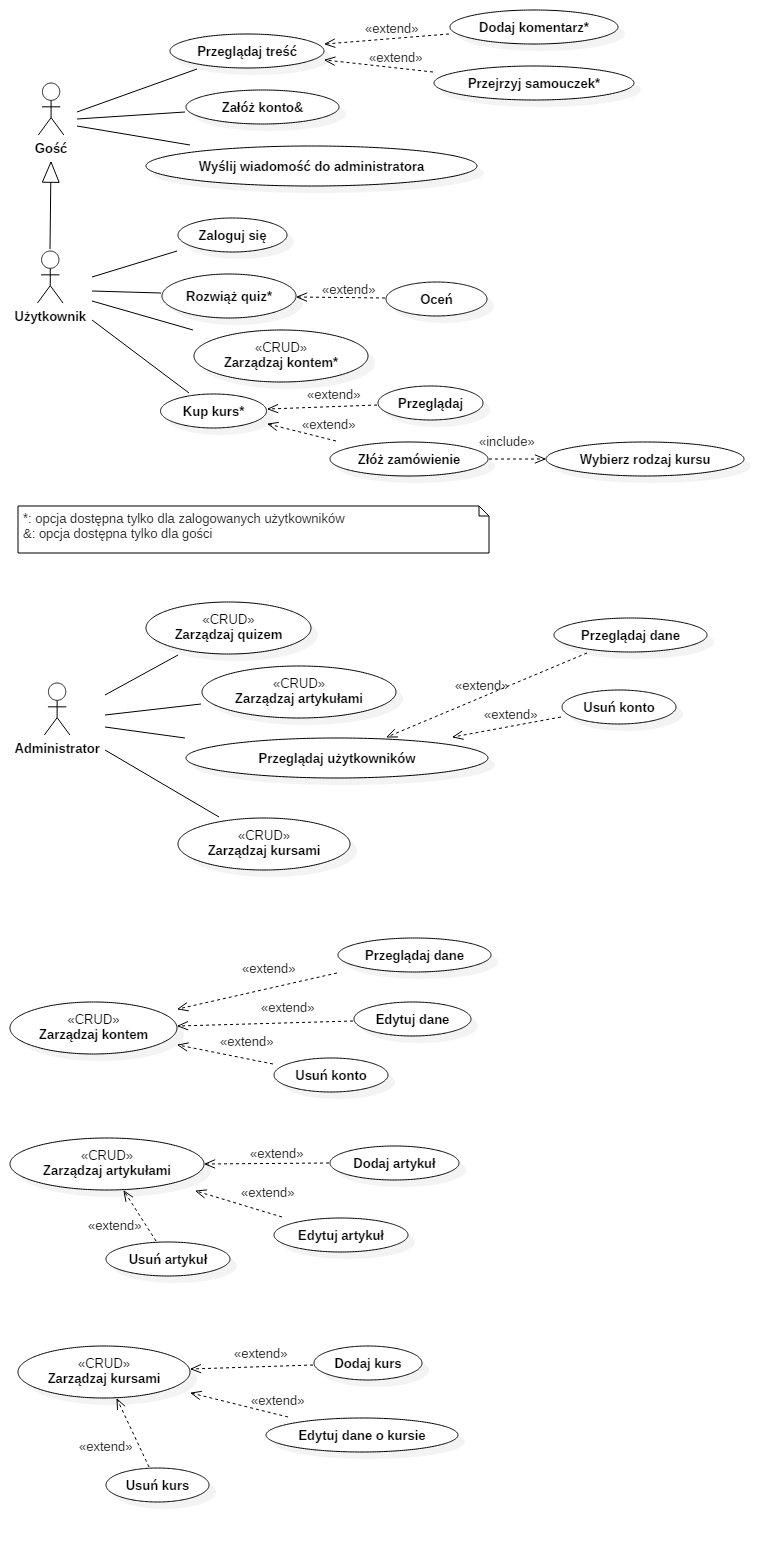 «extend»
Dodaj komentarz*
Przeglądaj treść
«extend»
Przejrzyj samouczek*
Załóż konto&
Gość
Wyślij wiadomość do administratora
Zaloguj się
Rozwiąż quiz*
«extend»
Oceń
Użytkownik
«CRUD»
Zarządzaj kontem*
Kup kurs*
«extend»
Przeglądaj
«extend»
Złóż zamówienie
«include»
Wybierz rodzaj kursu
*: opcja dostępna tylko dla zalogowanych użytkowników
&: opcja dostępna tylko dla gości
«CRUD»
Zarządzaj quizem
Przeglądaj dane
«CRUD»
Zarządzaj artykułami
«extend»
«extend»
Usuń konto
Administrator
Przeglądaj użytkowników
«CRUD»
Zarządzaj kursami
Przeglądaj dane
«extend»
«CRUD»
Zarządzaj kontem
«extend»
Edytuj dane
«extend»
Usuń konto
«CRUD»
Zarządzaj artykułami
«extend»
Dodaj artykuł
«extend»
«extend»
Edytuj artykuł
Usuń artykuł
«CRUD»
Zarządzaj kursami
«extend»
Dodaj kurs
«extend»
Edytuj dane o kursie
«extend»
Usuń kurs